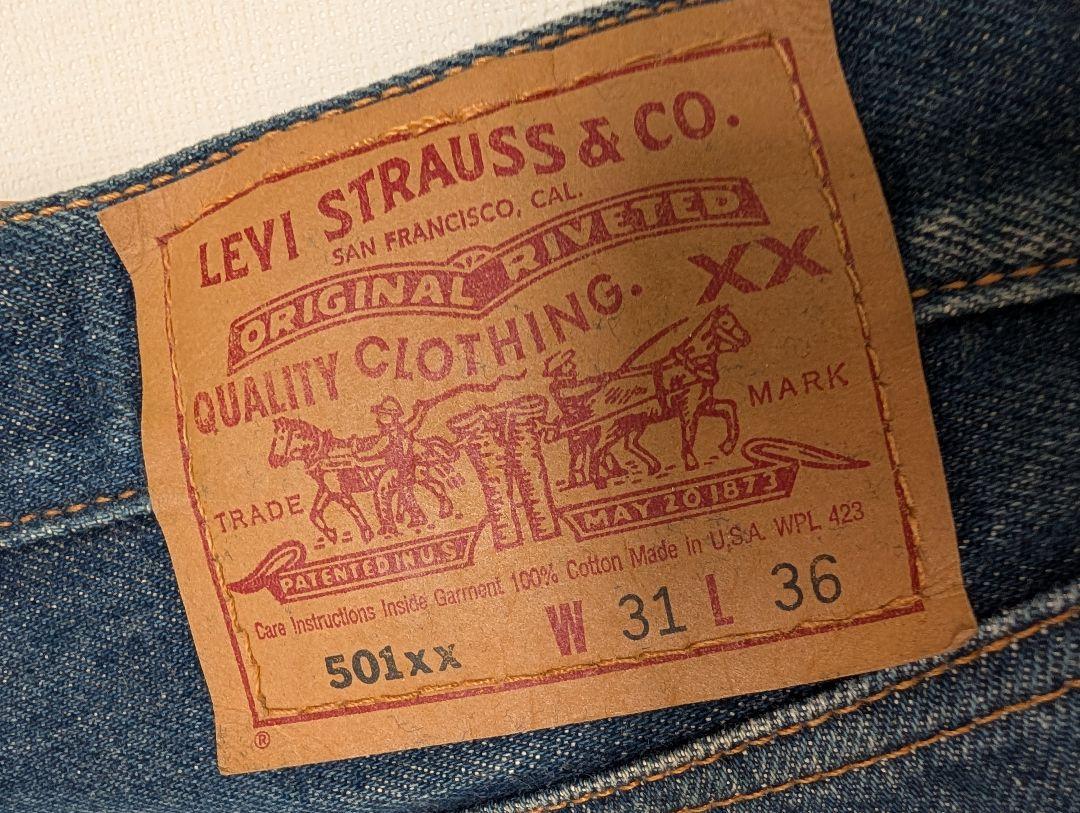 LEVI STRAUSS & CO.
SAN FRANCISCO, CAL.
ORIGINAL RIVETED
QUALITY CLOTHING. XX
TRADE MARK
PATENTED IN U.S. MAY 20 1873
Care Instructions Inside Garment 100% Cotton Made in U.S.A. WPL 423
501xx W 31 L 36
®